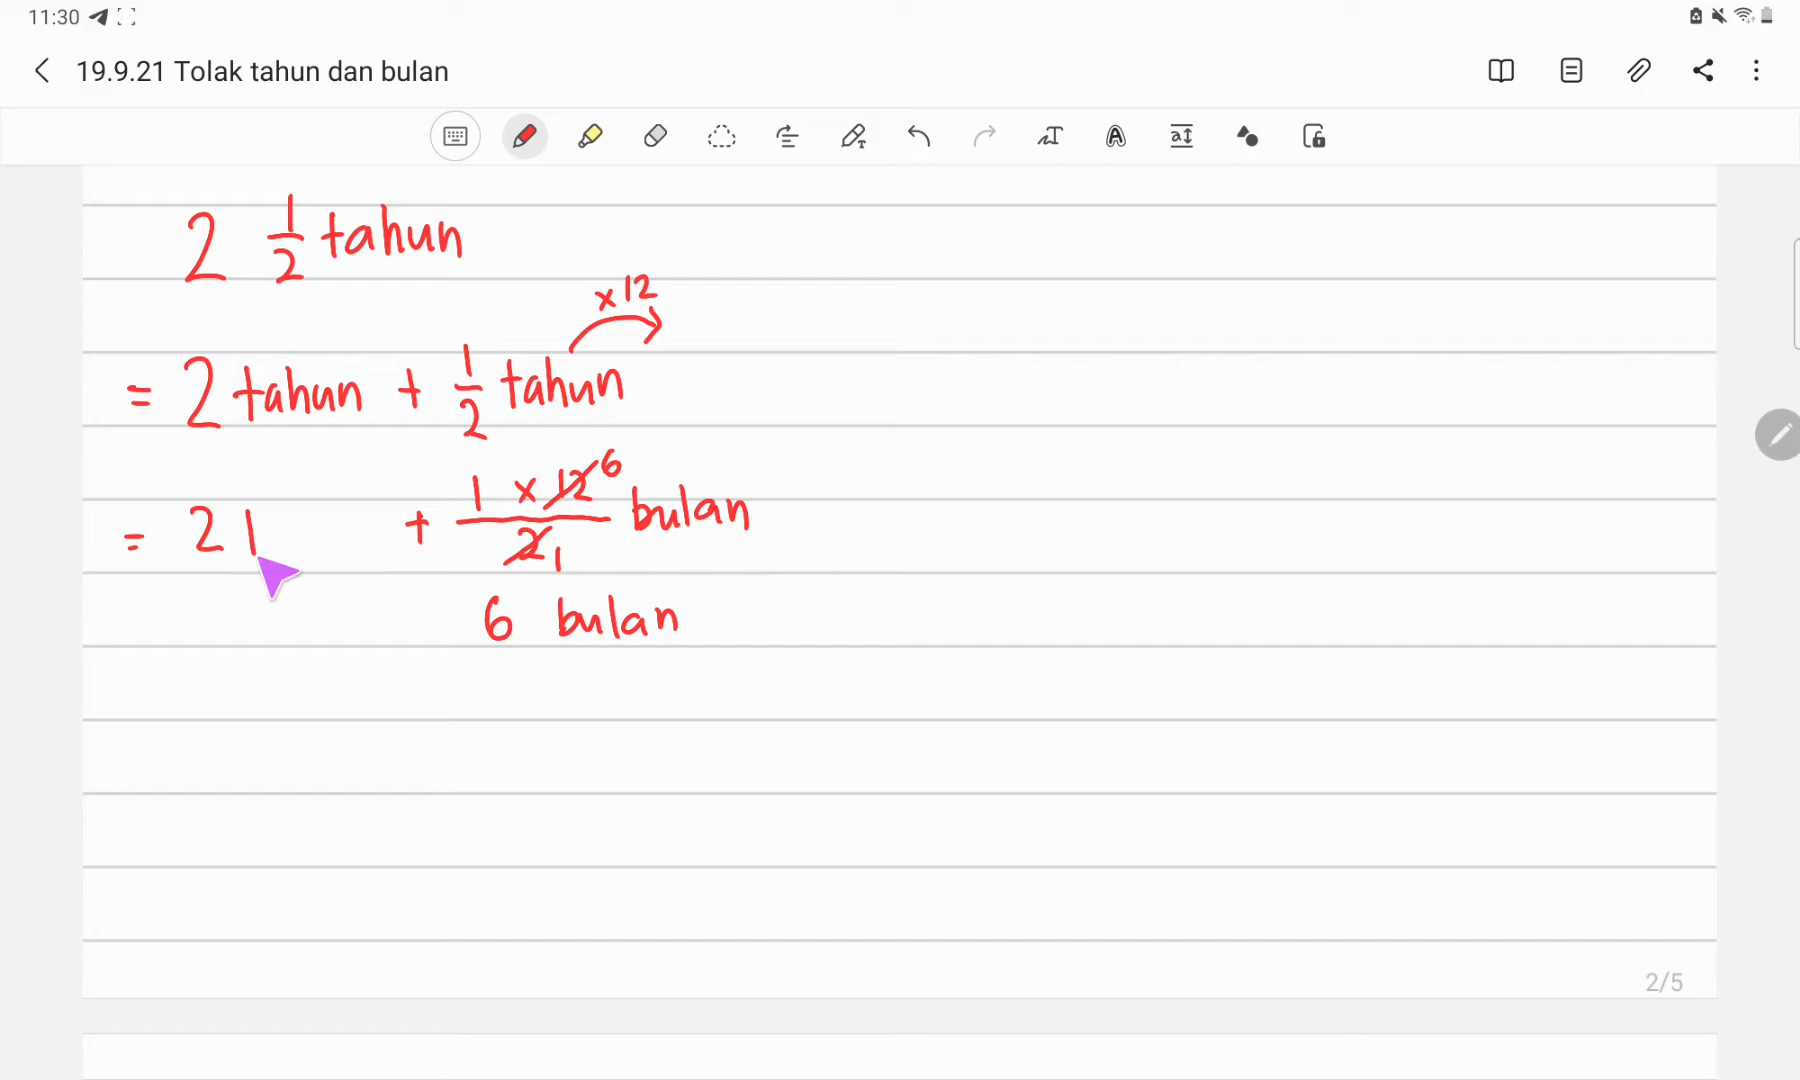 11:30
19.9.21 Tolak tahun dan bulan
2 1/2 tahun
×12
= 2 tahun + 1/2 tahun
= 2 1 + 1 × 12 6 / 2 1 bulan
6 bulan
2/5